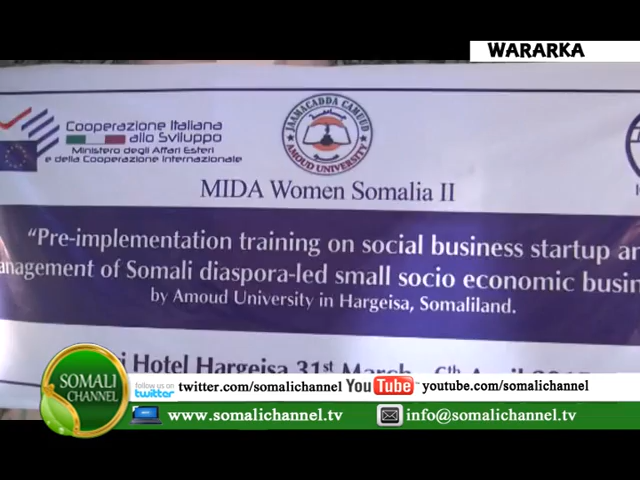 WARARKA
Cooperazione Italiana
allo Sviluppo
Ministero degli Affari Esteri
e della Cooperazione Internazionale
JAAMACADDA CAMUUD
AMOUD UNIVERSITY
MIDA Women Somalia II
"Pre-implementation training on social business startup
of Somali diaspora-led small socio economic
by Amoud University in Hargeisa, Somaliland.
Hotel Hargeisa 31st March
SOMALI
CHANNEL
follow us on
twitter
twitter.com/somalichannel
YouTube
youtube.com/somalichannel
www.somalichannel.tv
info@somalichannel.tv